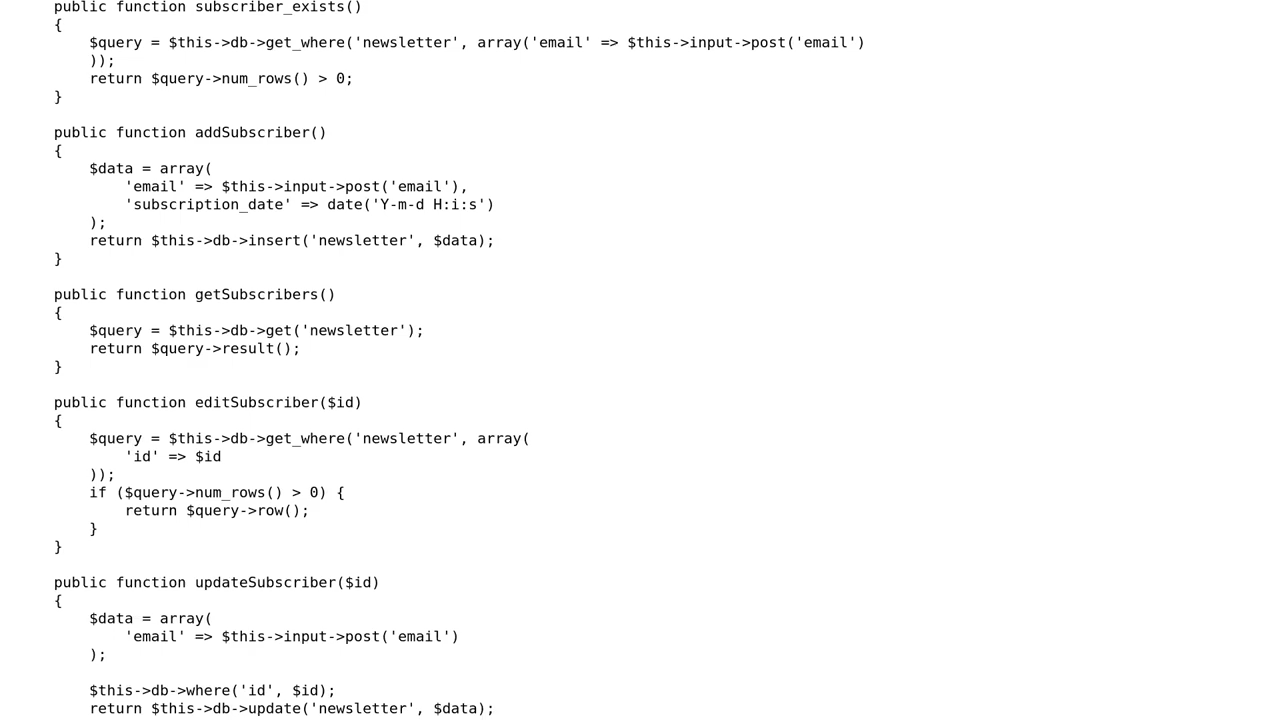 public function subscriber_exists()
{
    $query = $this->db->get_where('newsletter', array('email' => $this->input->post('email')
    ));
    return $query->num_rows() > 0;
}

public function addSubscriber()
{
    $data = array(
        'email' => $this->input->post('email'),
        'subscription_date' => date('Y-m-d H:i:s')
    );
    return $this->db->insert('newsletter', $data);
}

public function getSubscribers()
{
    $query = $this->db->get('newsletter');
    return $query->result();
}

public function editSubscriber($id)
{
    $query = $this->db->get_where('newsletter', array(
        'id' => $id
    ));
    if ($query->num_rows() > 0) {
        return $query->row();
    }
}

public function updateSubscriber($id)
{
    $data = array(
        'email' => $this->input->post('email')
    );

    $this->db->where('id', $id);
    return $this->db->update('newsletter', $data);